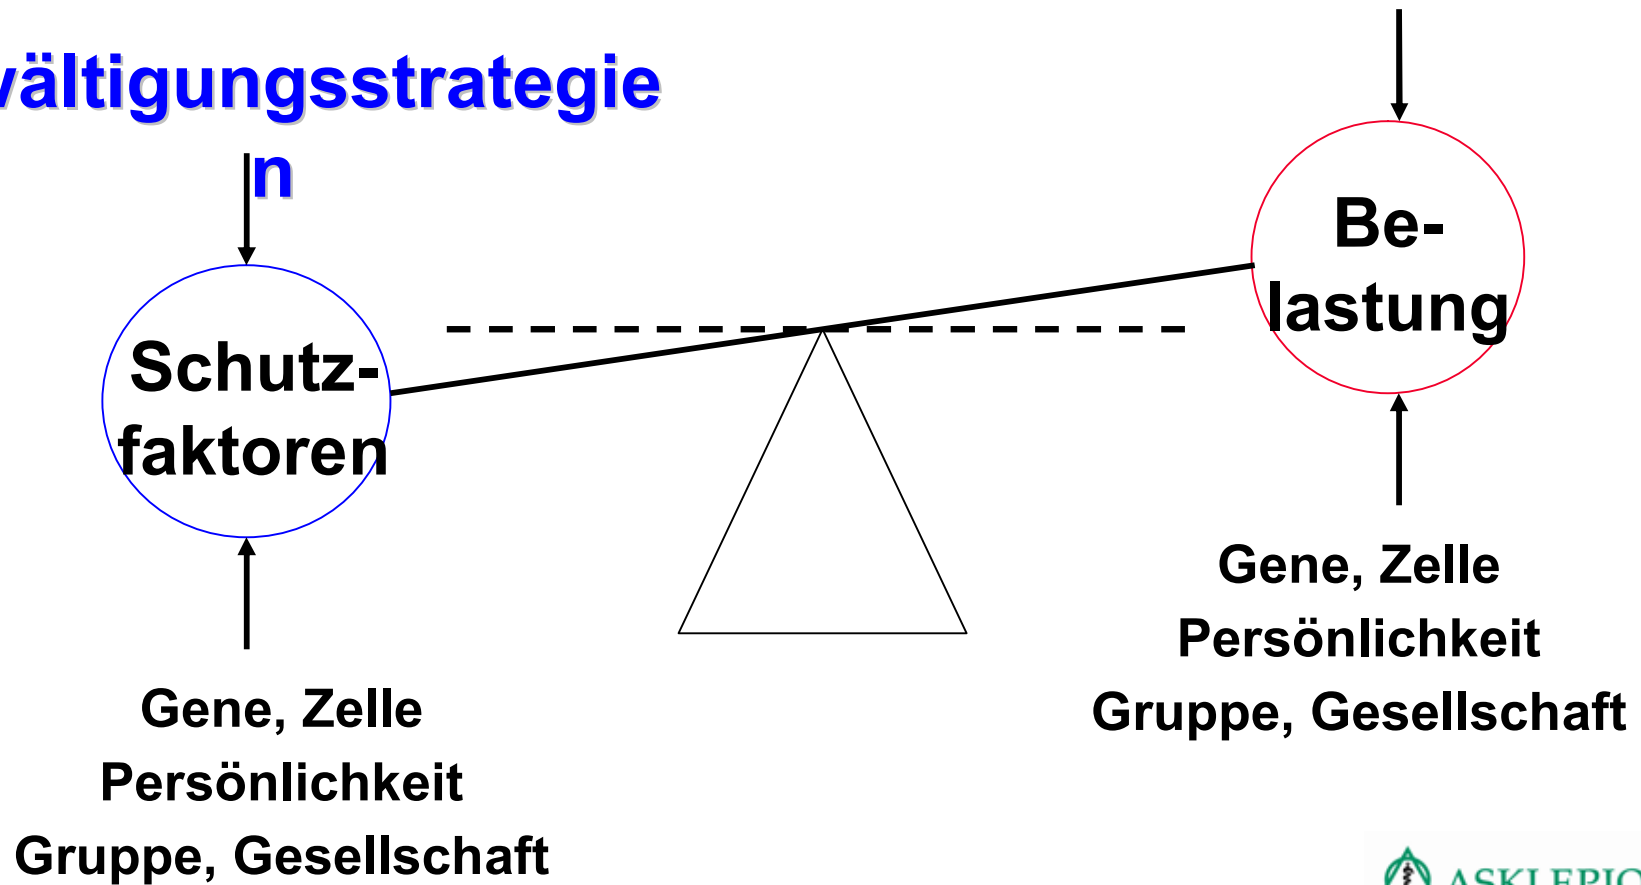 vältigungsstrategie
n
Be-
lastung
Schutz-
faktoren
Gene, Zelle
Persönlichkeit
Gruppe, Gesellschaft
Gene, Zelle
Persönlichkeit
Gruppe, Gesellschaft